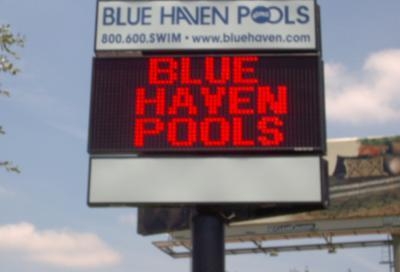 BLUE HAVEN POOLS
800.600.SWIM • www.bluehaven.com
BLUE
HAVEN
POOLS